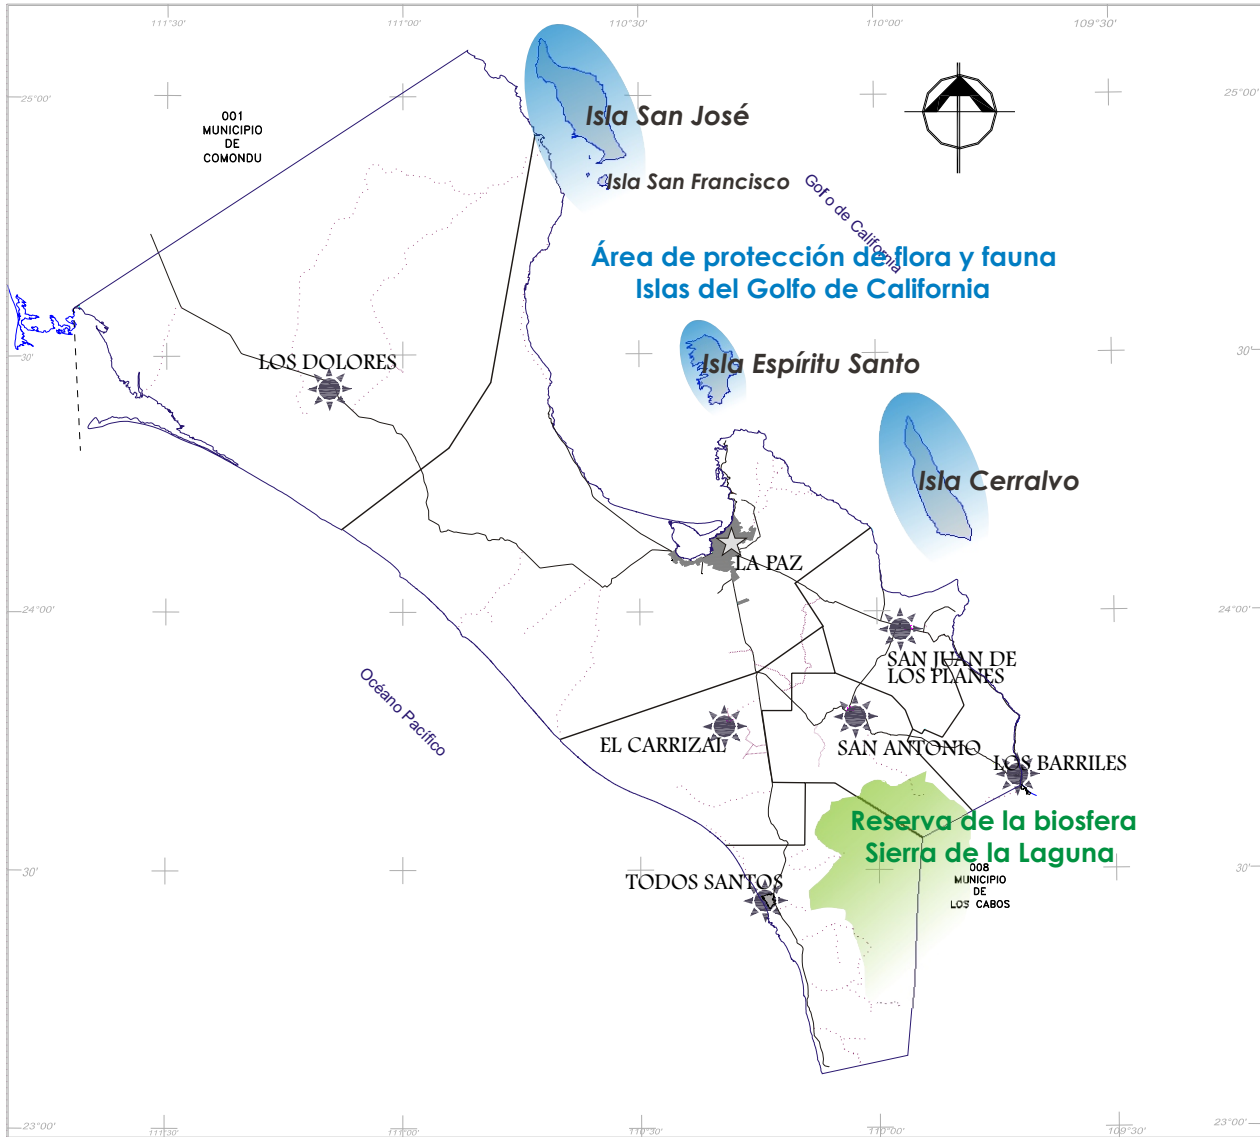 111°30'
111°00'
110°30'
110°00'
109°30'
25°00'
25°00'
001
MUNICIPIO
DE
COMONDU
Isla San José
Isla San Francisco
Golfo de California
Área de protección de flora y fauna
Islas del Golfo de California
30'
30'
LOS DOLORES
Isla Espíritu Santo
Isla Cerralvo
LA PAZ
24°00'
24°00'
SAN JUAN DE
LOS PLANES
Océano Pacífico
EL CARRIZAL
SAN ANTONIO
LOS BARRILES
Reserva de la biosfera
Sierra de la Laguna
30'
30'
008
MUNICIPIO
DE
LOS CABOS
TODOS SANTOS
23°00'
23°00'
111°30'
111°00'
110°30'
110°00'
109°30'